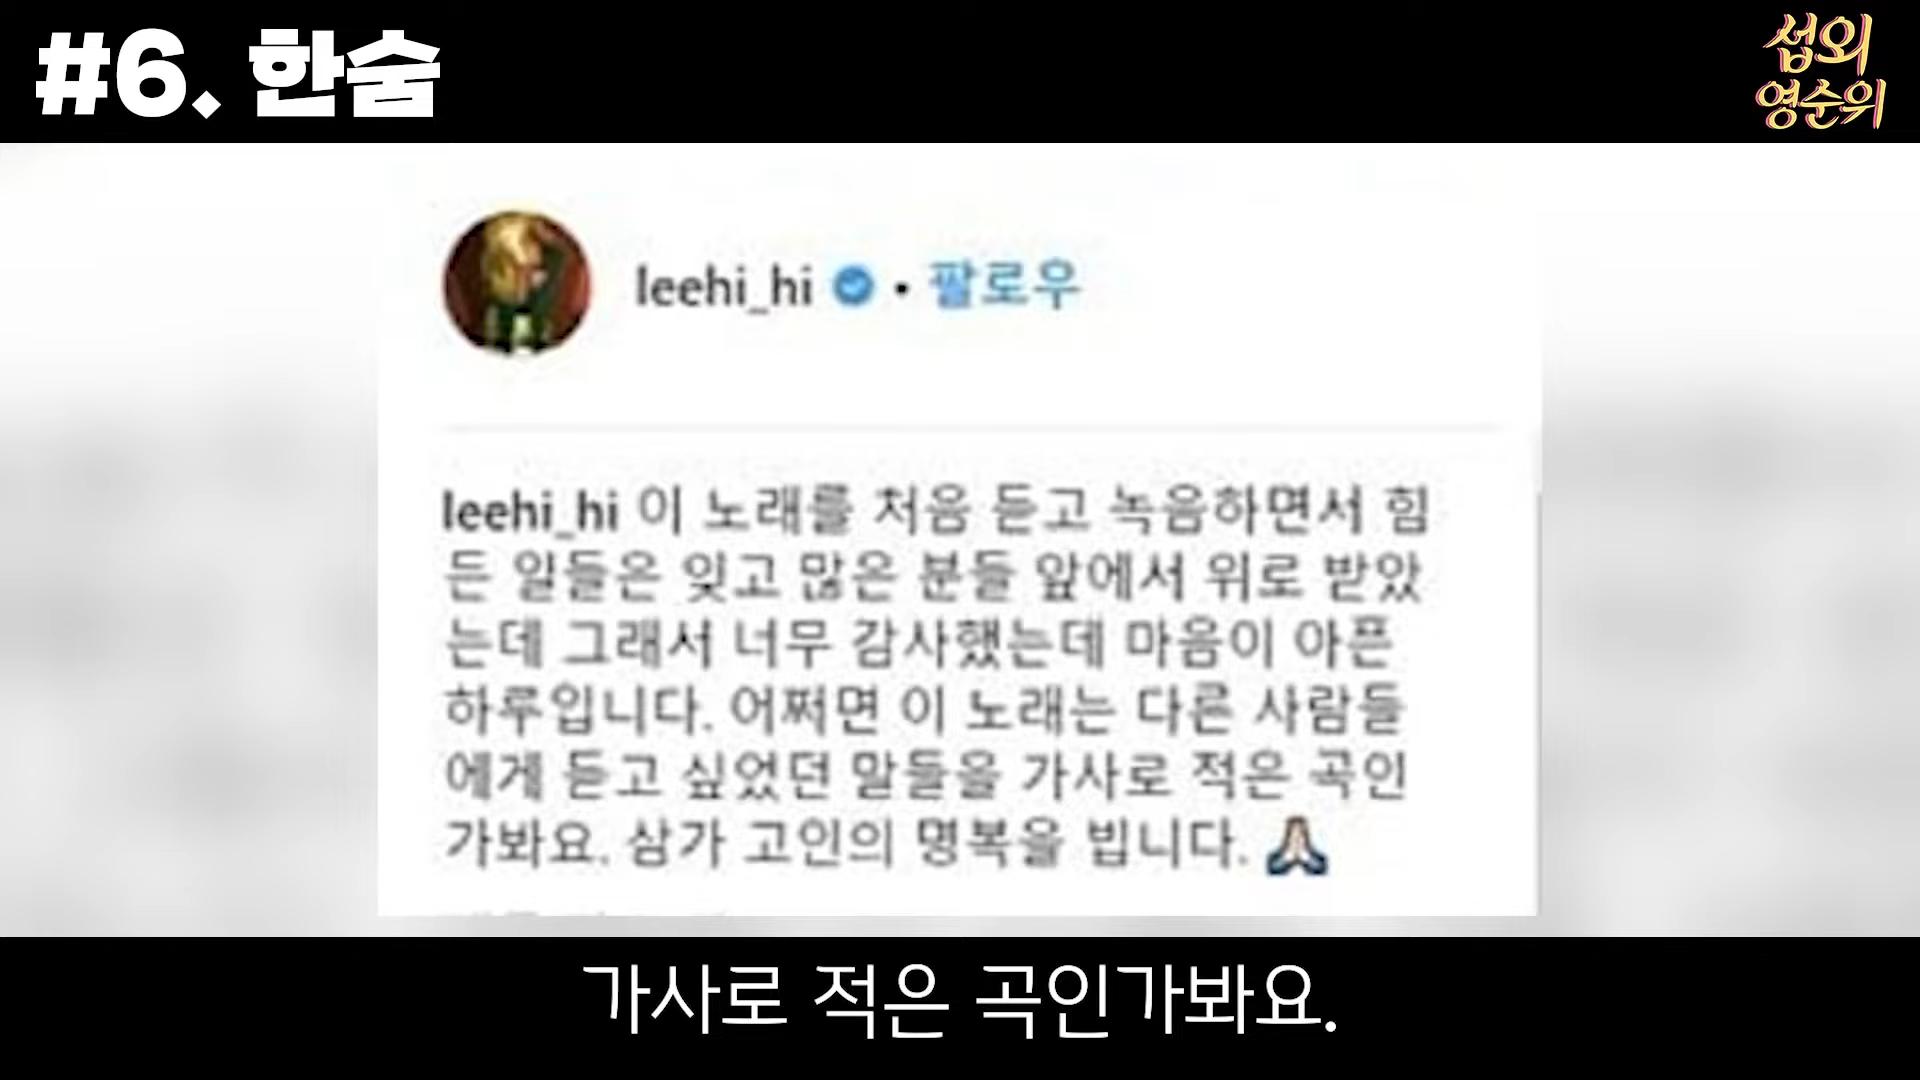 #6. 한숨
섭외
영순위
leehi_hi • 팔로우
leehi_hi 이 노래를 처음 듣고 녹음하면서 힘
든 일들은 잊고 많은 분들 앞에서 위로 받았
는데 그래서 너무 감사했는데 마음이 아픈
하루입니다. 어쩌면 이 노래는 다른 사람들
에게 듣고 싶었던 말들을 가사로 적은 곡인
가봐요. 삼가 고인의 명복을 빕니다. 🙏🏻
가사로 적은 곡인가봐요.